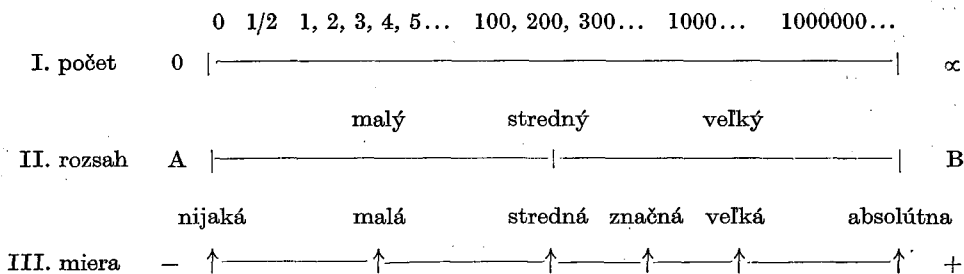 0 1/2 1, 2, 3, 4, 5... 100, 200, 300... 1000... 1000000...
I. počet 0 ∝
malý stredný veľký
II. rozsah A B
nijaká malá stredná značná veľká absolútna
III. miera – +